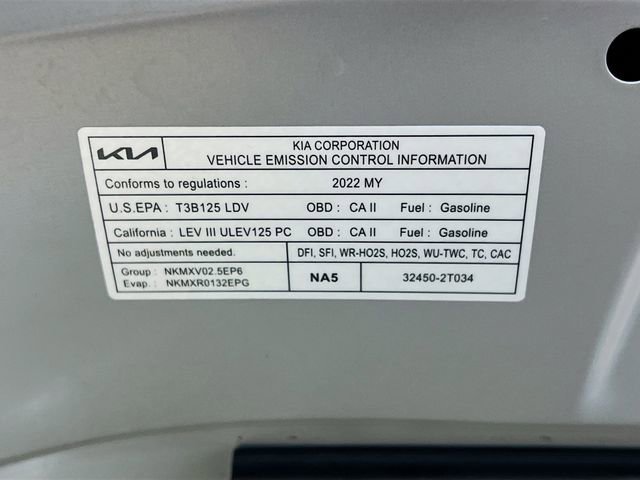 KIA
KIA CORPORATION
VEHICLE EMISSION CONTROL INFORMATION
Conforms to regulations : 2022 MY
U.S.EPA : T3B125 LDV OBD : CA II Fuel : Gasoline
California : LEV III ULEV125 PC OBD : CA II Fuel : Gasoline
No adjustments needed. DFI, SFI, WR-HO2S, HO2S, WU-TWC, TC, CAC
Group : NKMXV02.5EP6
Evap. : NKMXR0132EPG
NA5
32450-2T034